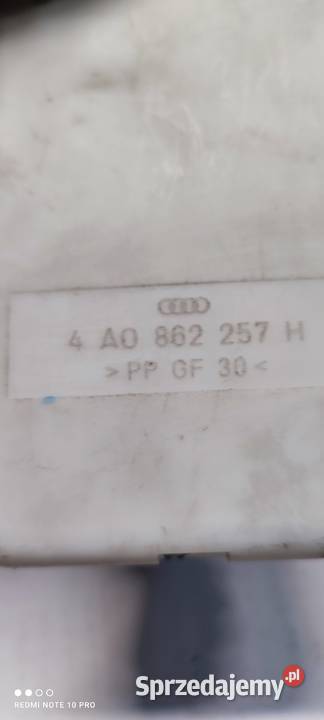 4 A0 862 257 H
>PP GF 30<
REDMI NOTE 10 PRO
Sprzedajemy.pl